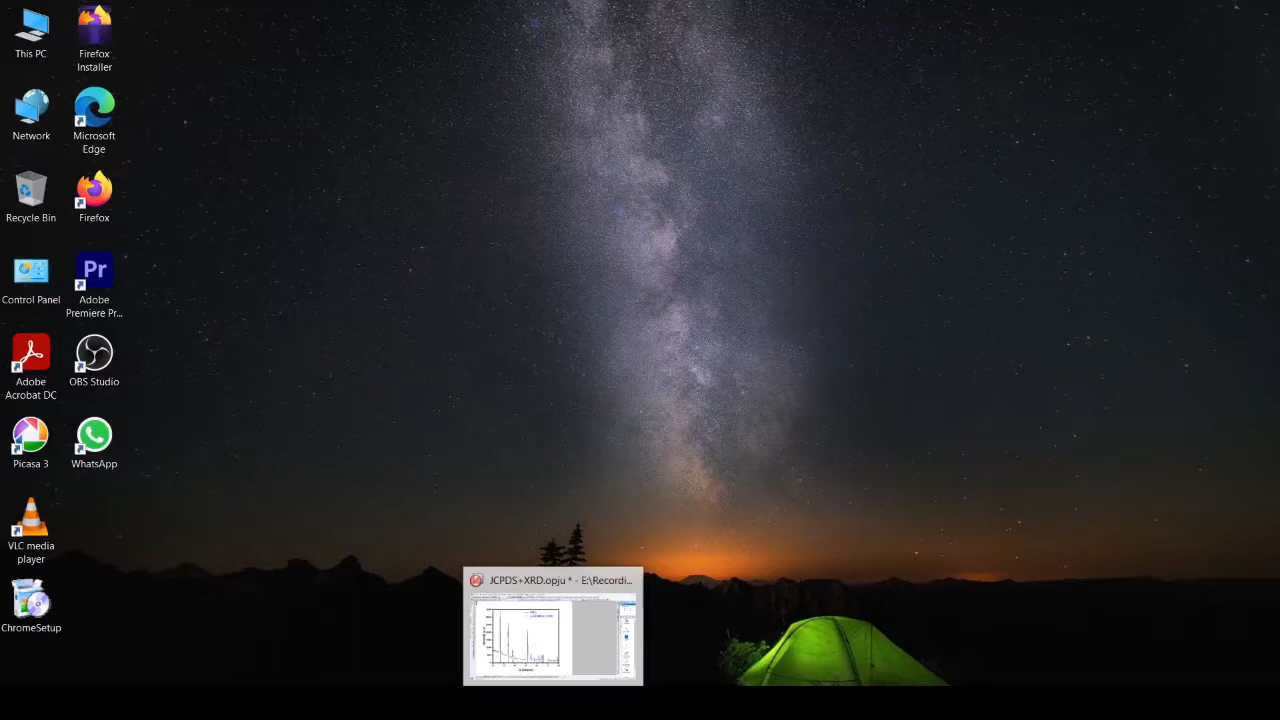 This PC
Firefox
Installer
Network
Microsoft
Edge
Recycle Bin
Firefox
Control Panel
Pr
Adobe
Premiere Pr...
Adobe
Acrobat DC
OBS Studio
Picasa 3
WhatsApp
VLC media
player
ChromeSetup
JCPDS+XRD.opju * - E:\Recordi...